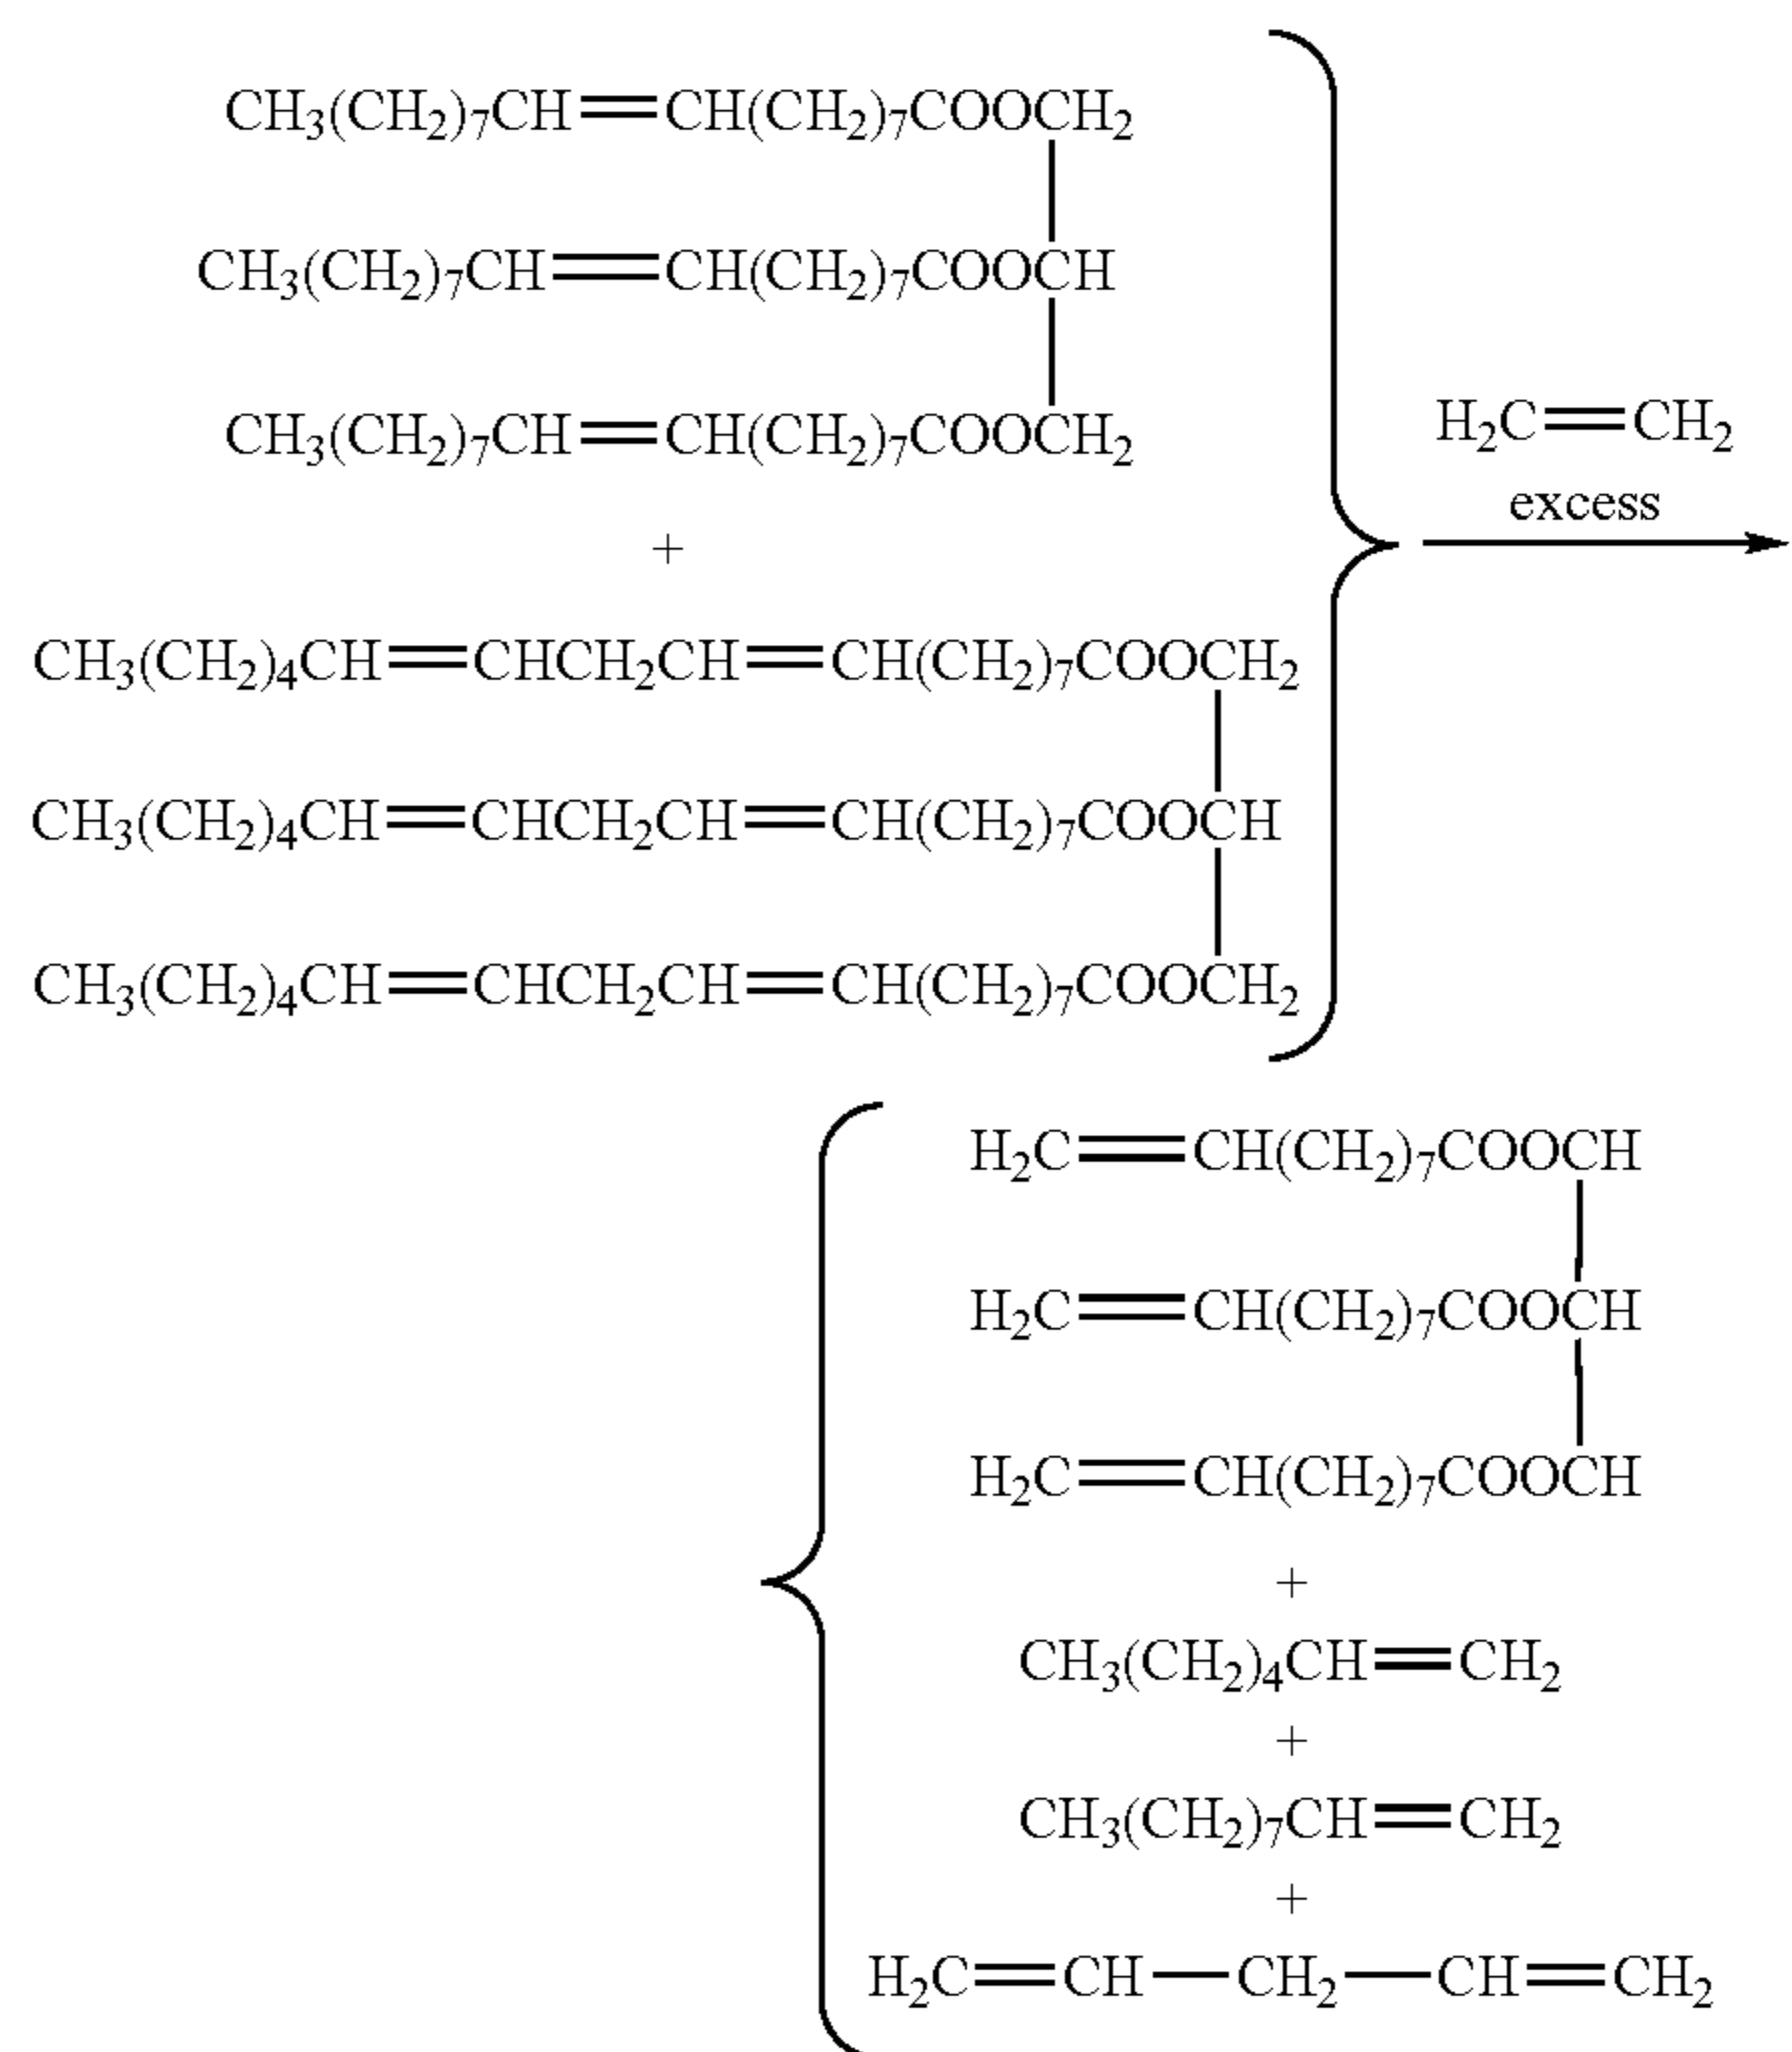 CH₃(CH₂)₇CH=CH(CH₂)₇COOCH₂
CH₃(CH₂)₇CH=CH(CH₂)₇COOCH
CH₃(CH₂)₇CH=CH(CH₂)₇COOCH₂
+
CH₃(CH₂)₄CH=CHCH₂CH=CH(CH₂)₇COOCH₂
CH₃(CH₂)₄CH=CHCH₂CH=CH(CH₂)₇COOCH
CH₃(CH₂)₄CH=CHCH₂CH=CH(CH₂)₇COOCH₂
H₂C=CH₂
excess
H₂C=CH(CH₂)₇COOCH
H₂C=CH(CH₂)₇COOCH
H₂C=CH(CH₂)₇COOCH
+
CH₃(CH₂)₄CH=CH₂
+
CH₃(CH₂)₇CH=CH₂
+
H₂C=CH—CH₂—CH=CH₂